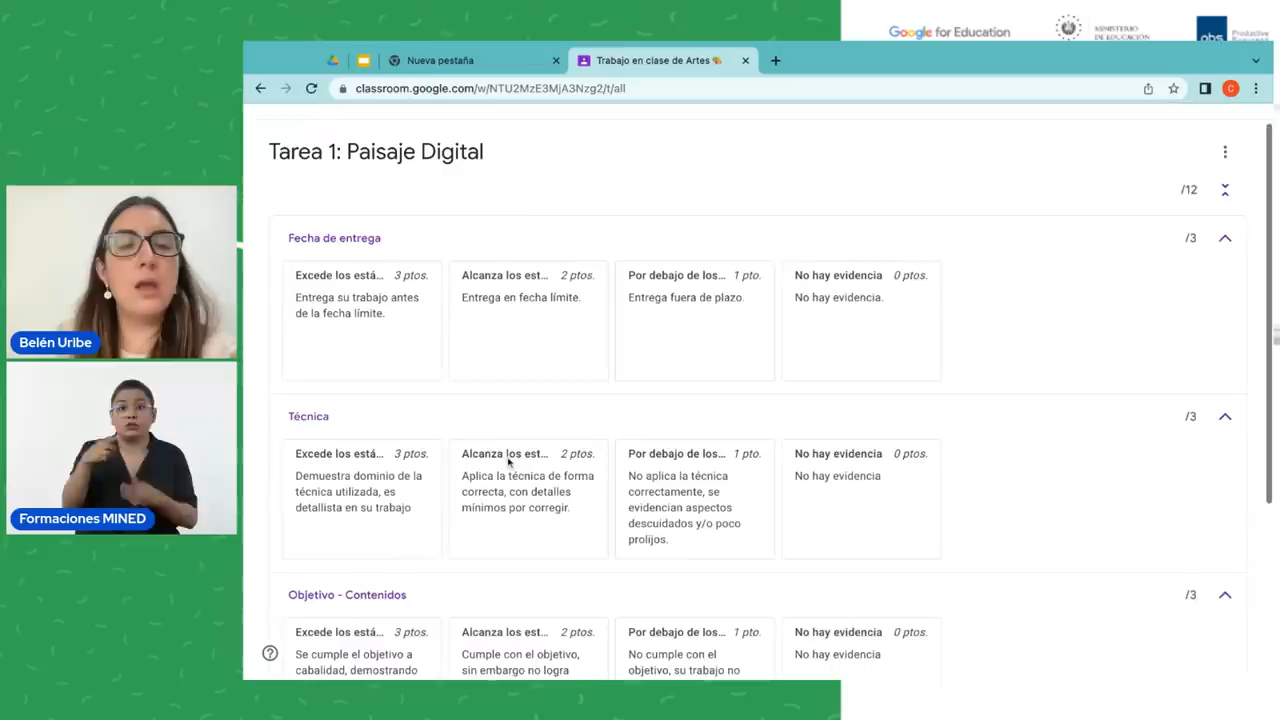 Google for Education
MINISTERIO
DE EDUCACIÓN
obs
Nueva pestaña
Trabajo en clase de Artes
classroom.google.com/w/NTU2MzE3MjA3Nzg2/t/all
C
Tarea 1: Paisaje Digital
/12
Fecha de entrega
/3
Excede los está... 3 ptos.
Entrega su trabajo antes
de la fecha límite.
Alcanza los est... 2 ptos.
Entrega en fecha límite.
Por debajo de los... 1 pto.
Entrega fuera de plazo.
No hay evidencia 0 ptos.
No hay evidencia.
Técnica
/3
Excede los está... 3 ptos.
Demuestra dominio de la
técnica utilizada, es
detallista en su trabajo
Alcanza los est... 2 ptos.
Aplica la técnica de forma
correcta, con detalles
mínimos por corregir.
Por debajo de los... 1 pto.
No aplica la técnica
correctamente, se
evidencian aspectos
descuidados y/o poco
prolijos.
No hay evidencia 0 ptos.
No hay evidencia
Objetivo - Contenidos
/3
Excede los está... 3 ptos.
Se cumple el objetivo a
cabalidad, demostrando
Alcanza los est... 2 ptos.
Cumple con el objetivo,
sin embargo no logra
Por debajo de los... 1 pto.
No cumple con el
objetivo, su trabajo no
No hay evidencia 0 ptos.
No hay evidencia
Belén Uribe
Formaciones MINED